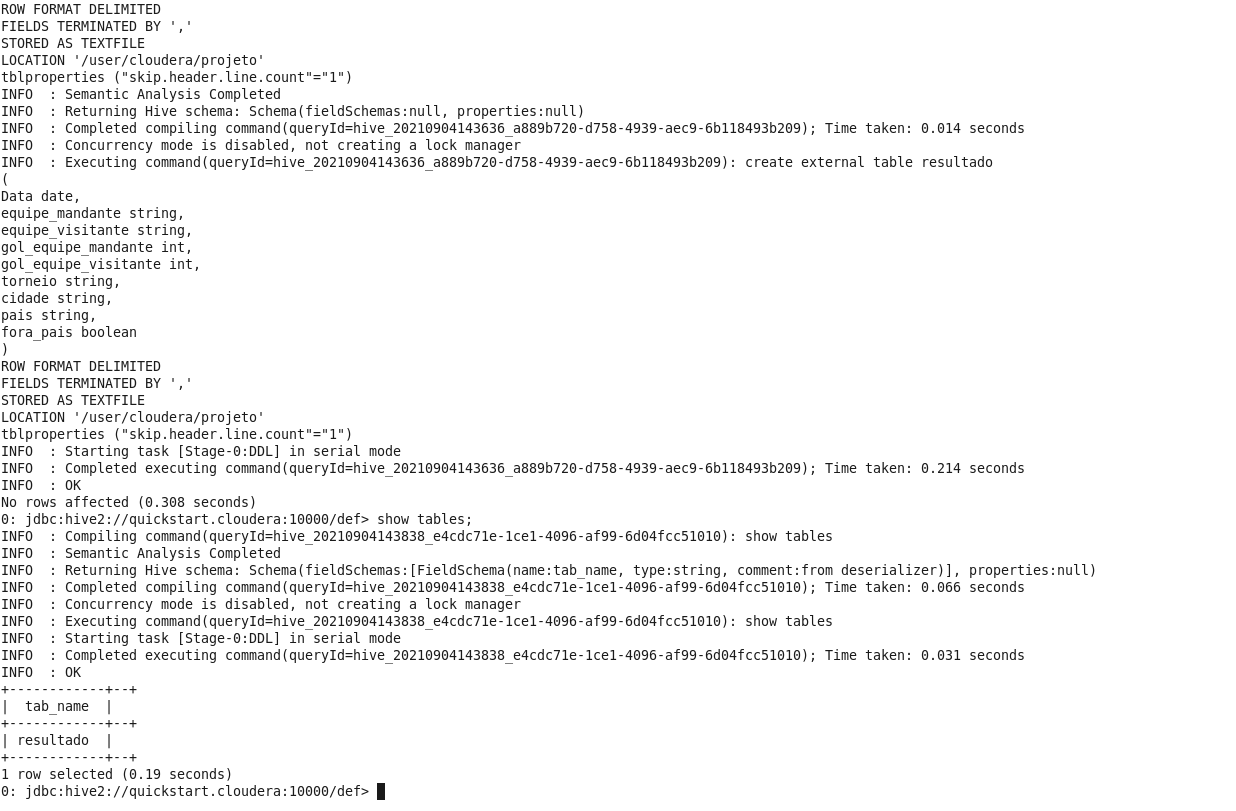 ROW FORMAT DELIMITED
FIELDS TERMINATED BY ','
STORED AS TEXTFILE
LOCATION '/user/cloudera/projeto'
tblproperties ("skip.header.line.count"="1")
INFO  : Semantic Analysis Completed
INFO  : Returning Hive schema: Schema(fieldSchemas:null, properties:null)
INFO  : Completed compiling command(queryId=hive_20210904143636_a889b720-d758-4939-aec9-6b118493b209); Time taken: 0.014 seconds
INFO  : Concurrency mode is disabled, not creating a lock manager
INFO  : Executing command(queryId=hive_20210904143636_a889b720-d758-4939-aec9-6b118493b209): create external table resultado
(
Data date,
equipe_mandante string,
equipe_visitante string,
gol_equipe_mandante int,
gol_equipe_visitante int,
torneio string,
cidade string,
pais string,
fora_pais boolean
)
ROW FORMAT DELIMITED
FIELDS TERMINATED BY ','
STORED AS TEXTFILE
LOCATION '/user/cloudera/projeto'
tblproperties ("skip.header.line.count"="1")
INFO  : Starting task [Stage-0:DDL] in serial mode
INFO  : Completed executing command(queryId=hive_20210904143636_a889b720-d758-4939-aec9-6b118493b209); Time taken: 0.214 seconds
INFO  : OK
No rows affected (0.308 seconds)
0: jdbc:hive2://quickstart.cloudera:10000/def> show tables;
INFO  : Compiling command(queryId=hive_20210904143838_e4cdc71e-1ce1-4096-af99-6d04fcc51010): show tables
INFO  : Semantic Analysis Completed
INFO  : Returning Hive schema: Schema(fieldSchemas:[FieldSchema(name:tab_name, type:string, comment:from deserializer)], properties:null)
INFO  : Completed compiling command(queryId=hive_20210904143838_e4cdc71e-1ce1-4096-af99-6d04fcc51010); Time taken: 0.066 seconds
INFO  : Concurrency mode is disabled, not creating a lock manager
INFO  : Executing command(queryId=hive_20210904143838_e4cdc71e-1ce1-4096-af99-6d04fcc51010): show tables
INFO  : Starting task [Stage-0:DDL] in serial mode
INFO  : Completed executing command(queryId=hive_20210904143838_e4cdc71e-1ce1-4096-af99-6d04fcc51010); Time taken: 0.031 seconds
INFO  : OK
+------------+--+
|  tab_name  |
+------------+--+
| resultado  |
+------------+--+
1 row selected (0.19 seconds)
0: jdbc:hive2://quickstart.cloudera:10000/def>